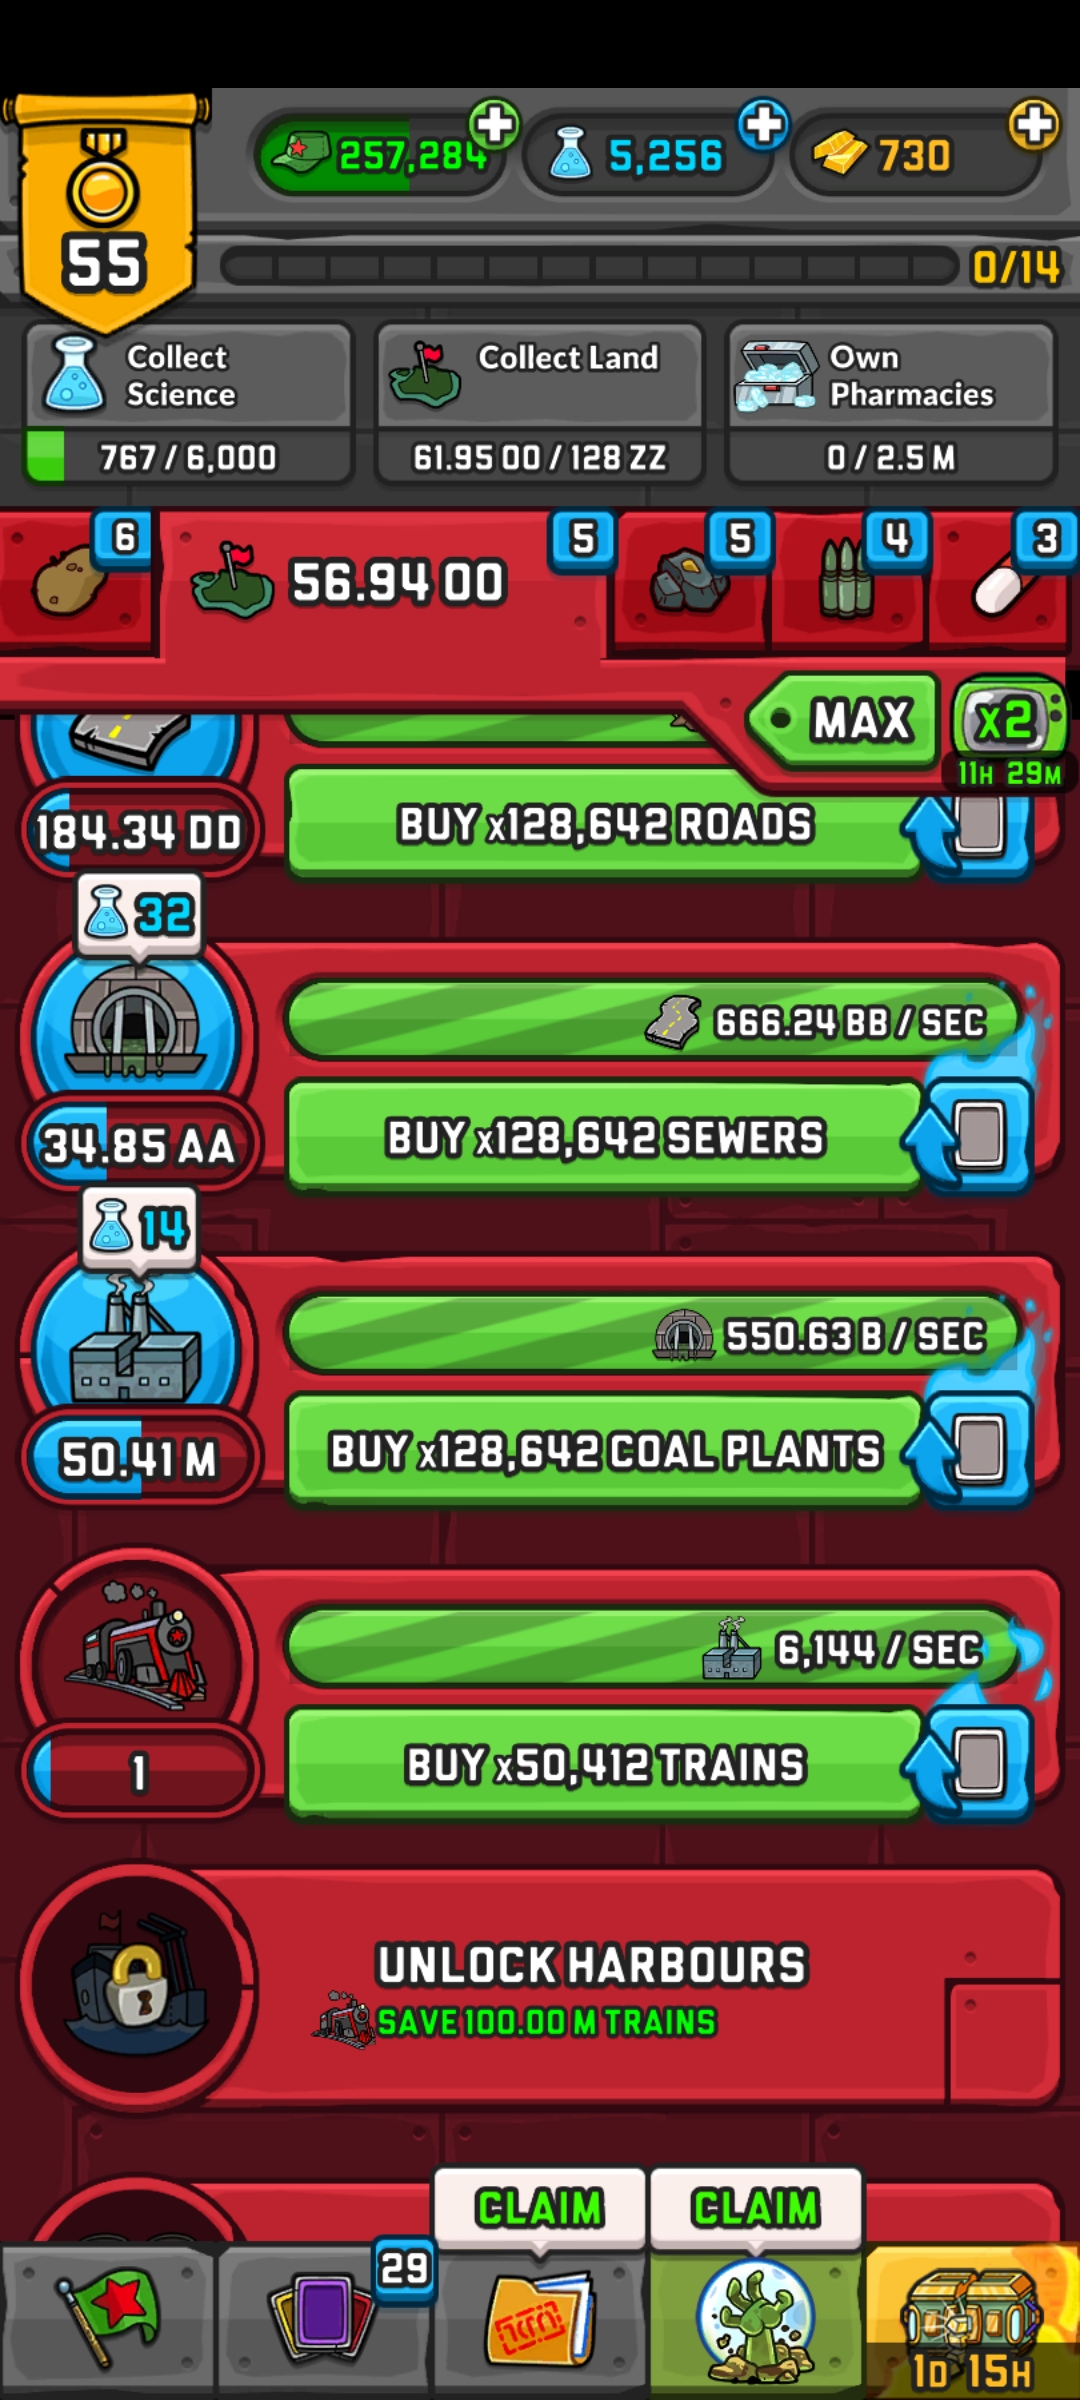 257,284
5,256
730
55
0/14
Collect Science
767 / 6,000
Collect Land
61.95 OO / 128 ZZ
Own Pharmacies
0 / 2.5 M
6
56.94 OO
5
5
4
3
MAX
x2
11H 29M
184.34 DD
BUY x128,642 ROADS
32
666.24 BB / SEC
34.85 AA
BUY x128,642 SEWERS
14
550.63 B / SEC
50.41 M
BUY x128,642 COAL PLANTS
6,144 / SEC
1
BUY x50,412 TRAINS
UNLOCK HARBOURS
SAVE 100.00 M TRAINS
CLAIM
CLAIM
29
1D 15H